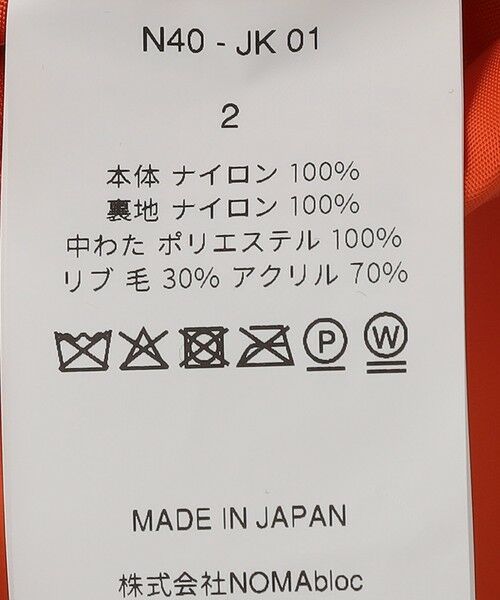 N40 - JK 01
2
本体 ナイロン 100%
裏地 ナイロン 100%
中わた ポリエステル 100%
リブ 毛 30% アクリル 70%
P W
MADE IN JAPAN
株式会社NOMAbloc